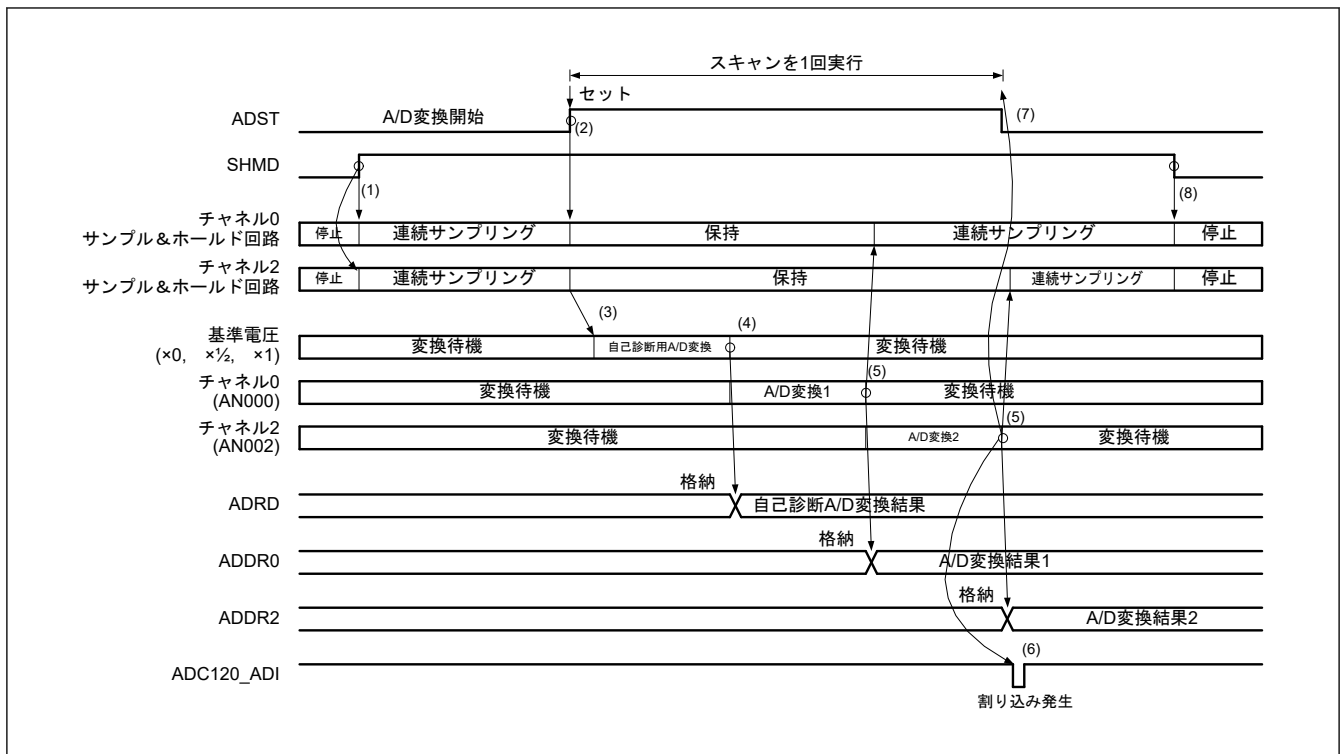 スキャンを1回実行
セット
ADST
A/D変換開始
(2)
(7)
SHMD
(1)
(8)
チャネル0
サンプル&ホールド回路
停止
連続サンプリング
保持
連続サンプリング
停止
チャネル2
サンプル&ホールド回路
停止
連続サンプリング
保持
連続サンプリング
停止
(3)
(4)
基準電圧
(×0, ×½, ×1)
変換待機
自己診断用A/D変換
変換待機
チャネル0
(AN000)
変換待機
A/D変換1
(5)
変換待機
チャネル2
(AN002)
変換待機
A/D変換2
(5)
変換待機
格納
ADRD
自己診断A/D変換結果
格納
ADDR0
A/D変換結果1
格納
ADDR2
A/D変換結果2
(6)
ADC120_ADI
割り込み発生